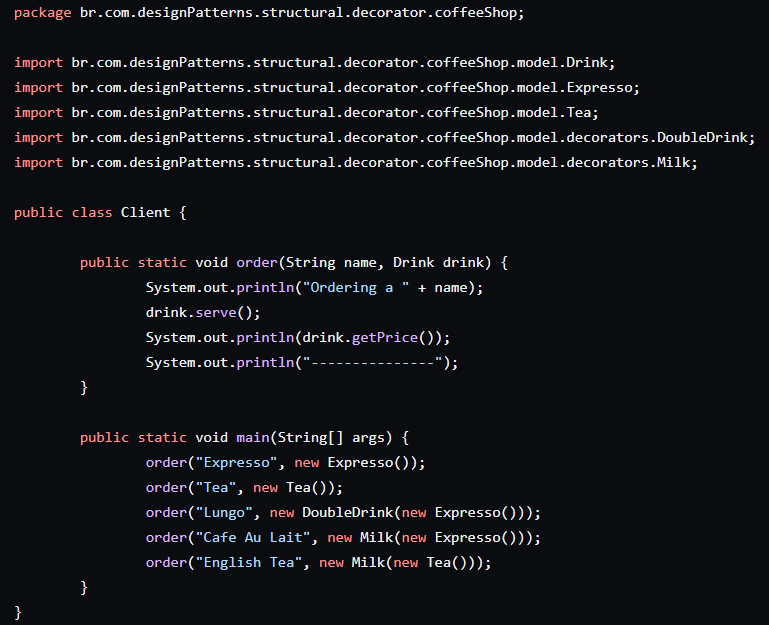 package br.com.designPatterns.structural.decorator.coffeeShop;
import br.com.designPatterns.structural.decorator.coffeeShop.model.Drink;
import br.com.designPatterns.structural.decorator.coffeeShop.model.Expresso;
import br.com.designPatterns.structural.decorator.coffeeShop.model.Tea;
import br.com.designPatterns.structural.decorator.coffeeShop.model.decorators.DoubleDrink;
import br.com.designPatterns.structural.decorator.coffeeShop.model.decorators.Milk;
public class Client {
public static void order(String name, Drink drink) {
System.out.println("Ordering a " + name);
drink.serve();
System.out.println(drink.getPrice());
System.out.println("---------------");
}
public static void main(String[] args) {
order("Expresso", new Expresso());
order("Tea", new Tea());
order("Lungo", new DoubleDrink(new Expresso()));
order("Cafe Au Lait", new Milk(new Expresso()));
order("English Tea", new Milk(new Tea()));
}
}